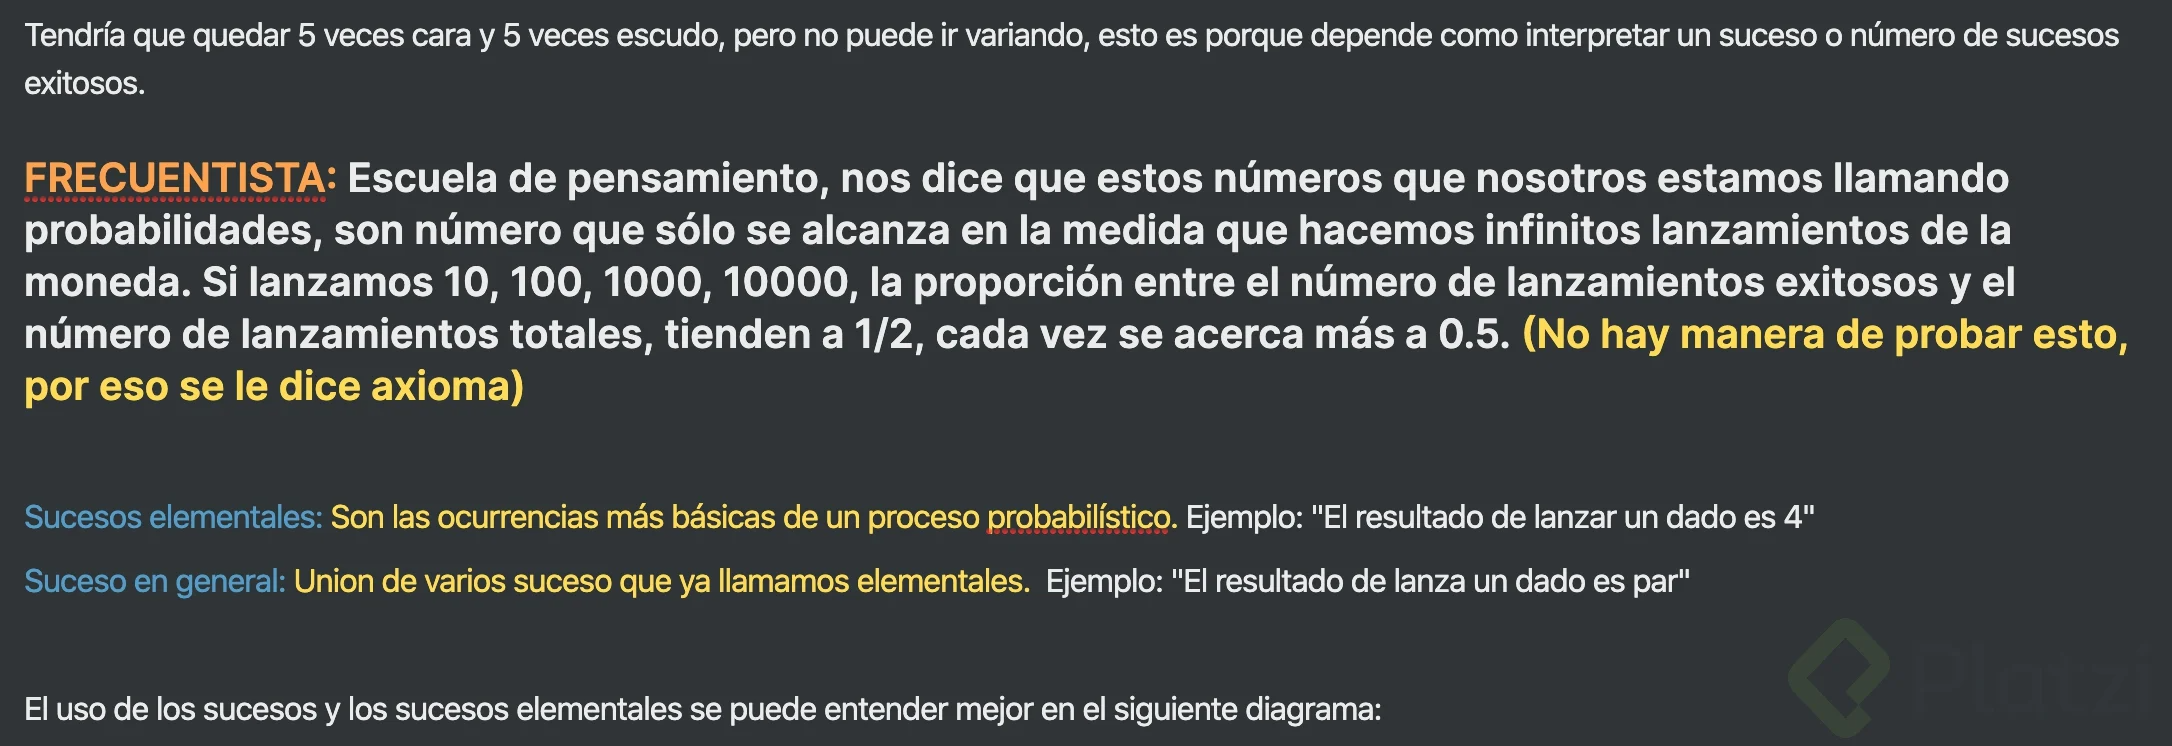 Tendría que quedar 5 veces cara y 5 veces escudo, pero no puede ir variando, esto es porque depende como interpretar un suceso o número de sucesos
exitosos.
FRECUENTISTA: Escuela de pensamiento, nos dice que estos números que nosotros estamos llamando
probabilidades, son número que sólo se alcanza en la medida que hacemos infinitos lanzamientos de la
moneda. Si lanzamos 10, 100, 1000, 10000, la proporción entre el número de lanzamientos exitosos y el
número de lanzamientos totales, tienden a 1/2, cada vez se acerca más a 0.5. (No hay manera de probar esto,
por eso se le dice axioma)
Sucesos elementales: Son las ocurrencias más básicas de un proceso probabilístico. Ejemplo: "El resultado de lanzar un dado es 4"
Suceso en general: Union de varios suceso que ya llamamos elementales. Ejemplo: "El resultado de lanza un dado es par"
Platzi
El uso de los sucesos y los sucesos elementales se puede entender mejor en el siguiente diagrama: